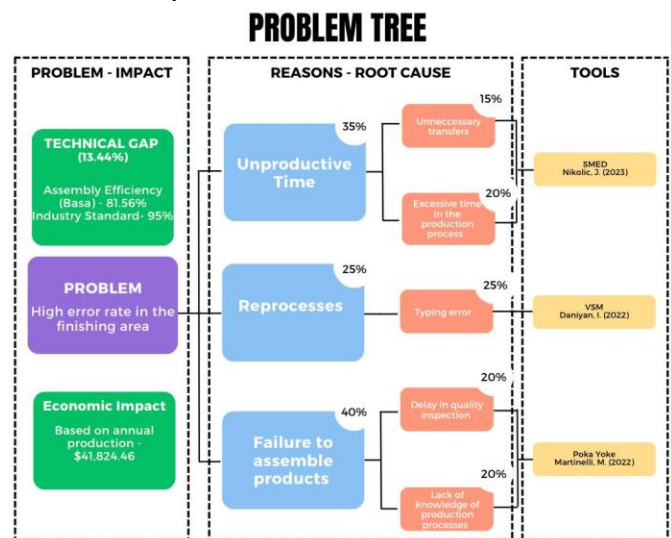 PROBLEM TREE
PROBLEM - IMPACT
TECHNICAL GAP
(13.44%)
Assembly Efficiency
(Basa) - 81.56%
Industry Standard- 95%
PROBLEM
High error rate in the
finishing area
Economic Impact
Based on annual
production -
$41,824.46
REASONS - ROOT CAUSE
35%
Unproductive
Time
15%
Unneccessary
transfers
20%
Excessive time
in the
production
process
25%
Reprocesses
25%
Typing error
40%
Failure to
assemble
products
20%
Delay in quality
inspection
20%
Lack of
knowledge of
production
processes
TOOLS
SMED
Nikolic, J. (2023)
VSM
Daniyan, I. (2022)
Poka Yoke
Martinelli, M. (2022)